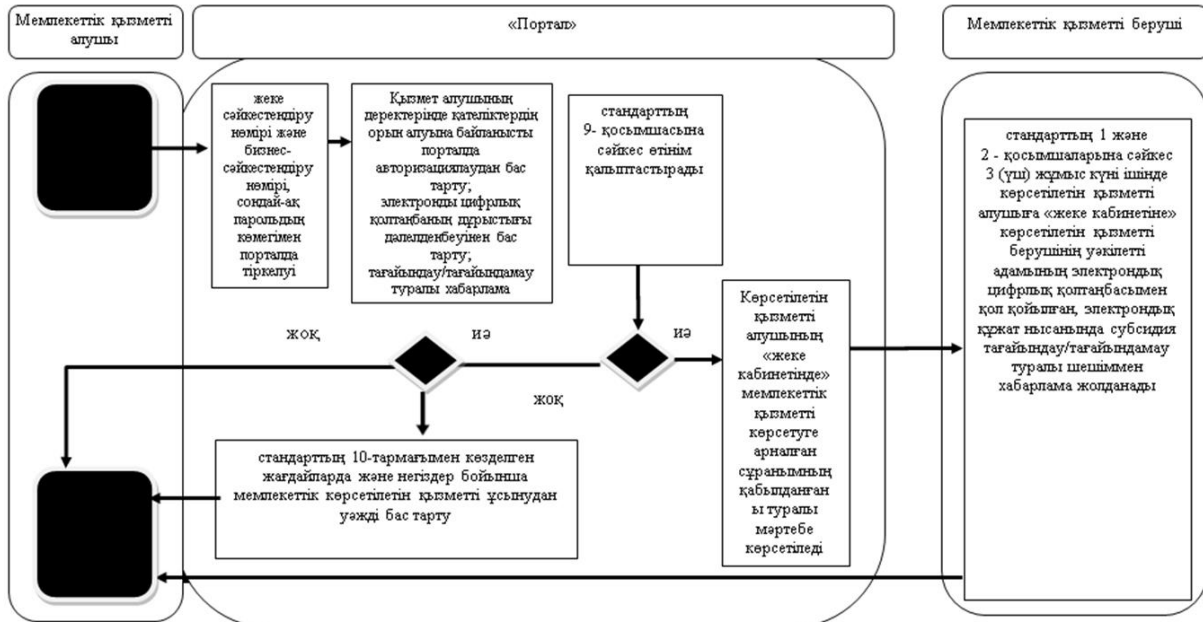 Мемлекеттік қызметті
алушы
«Портал»
Мемлекеттік қызметті беруші
жеке
сәйкестендіру
нөмірі және
бизнес-
сәйкестендіру
нөмірі,
сондай-ақ
парольдың
көмегімен
порталда
тіркелуі
Қызмет алушының
деректерінде қателіктердің
орын алуына байланысты
порталда
авторизациялаудан бас
тарту;
электронды цифрлық
қолтаңбаның дұрыстығы
дәлелденбеуінен бас
тарту;
тағайындау/тағайындамау
туралы хабарлама
стандарттың
9- қосымшасына
сәйкес өтінім
қалыптастырады
стандарттың 1 және
2 - қосымшаларына сәйкес
3 (үш) жұмыс күні ішінде
көрсетілетін қызметті
алушыға «жеке кабинетіне»
көрсетілетін қызметті
берушінің уәкілетті
адамының электрондық
цифрлық қолтаңбасымен
қол қойылған, электрондық
құжат нысанында субсидия
тағайындау/тағайындамау
туралы шешіммен
хабарлама жолданады
жоқ
иә
иә
жоқ
Көрсетілетін
қызметті
алушының
«жеке
кабинетінде»
мемлекеттік
қызметті
көрсетуге
арналған
сұранымның
қабылданған
ы туралы
мәртебе
көрсетіледі
стандарттың 10-тармағымен көзделген
жағдайларда және негіздер бойынша
мемлекеттік көрсетілетін қызметті ұсынудан
уәжді бас тарту